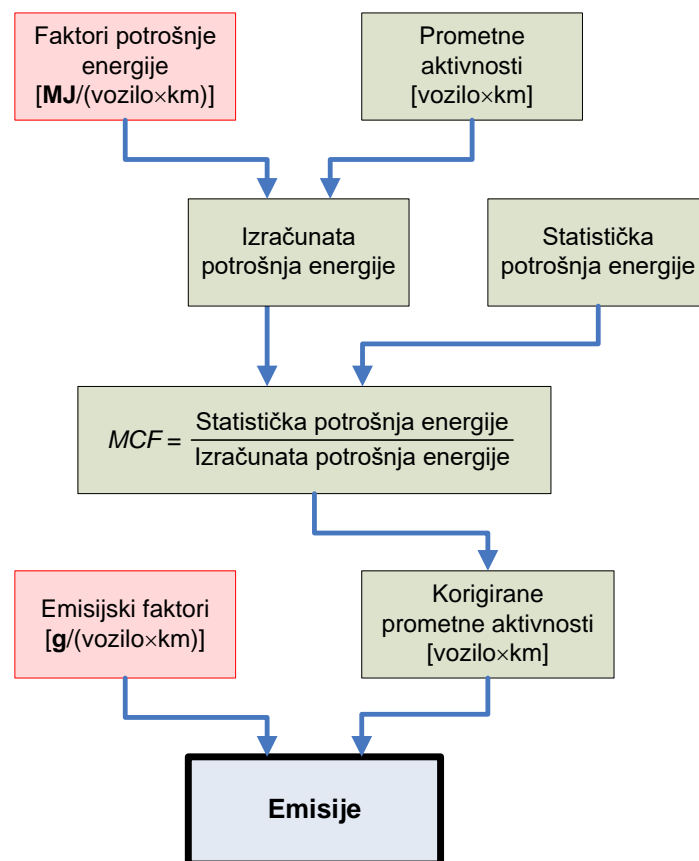 Faktori potrošnje
energije
[MJ/(vozilo×km)]
Prometne
aktivnosti
[vozilo×km]
Izračunata
potrošnja energije
Statistička
potrošnja energije
MCF = Statistička potrošnja energije
Izračunata potrošnja energije
Emisijski faktori
[g/(vozilo×km)]
Korigirane
prometne aktivnosti
[vozilo×km]
Emisije